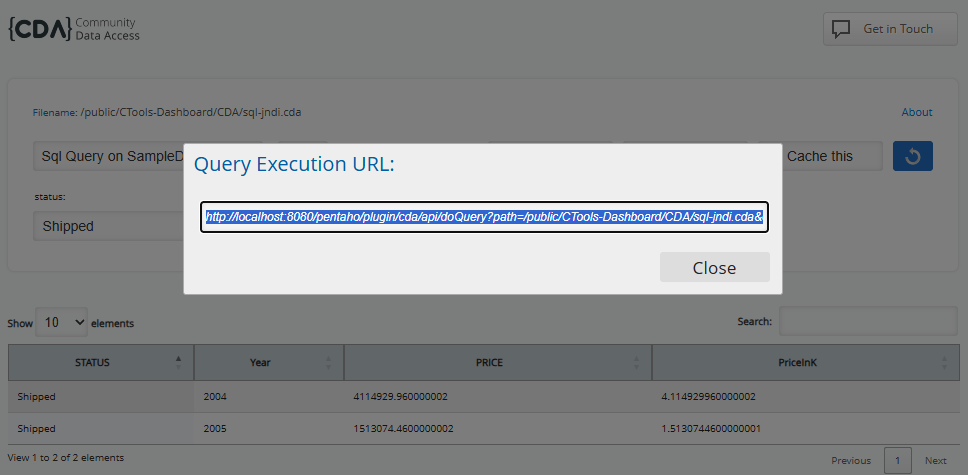 {CDA} Community
Data Access
Get in Touch
Filename: /public/CTools-Dashboard/CDA/sql-jndi.cda
About
Sql Query on SampleD
Cache this
status:
Shipped
Query Execution URL:
http://localhost:8080/pentaho/plugin/cda/api/doQuery?path=/public/CTools-Dashboard/CDA/sql-jndi.cda&
Close
Show 10 elements
Search:
STATUS Year PRICE PriceInK
Shipped 2004 4114929.960000002 4.114929960000002
Shipped 2005 1513074.4600000002 1.5130744600000001
View 1 to 2 of 2 elements
Previous 1 Next